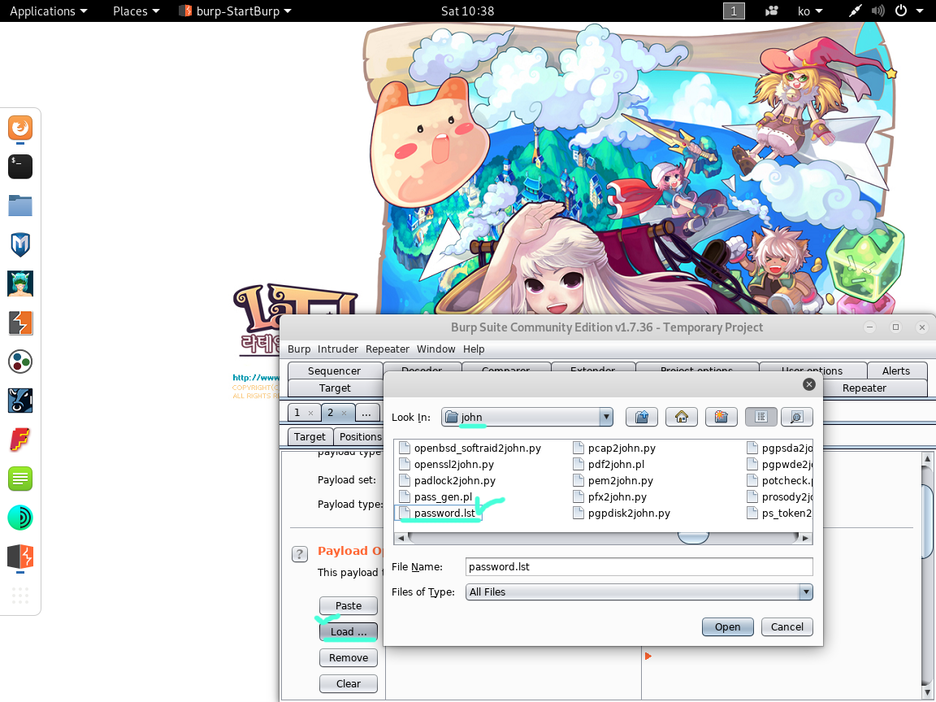 Applications Places burp-StartBurp Sat 10:38 1 ko
LaTale
http://www
COPYRIGHT
ALL RIGHTS R
Burp Suite Community Edition v1.7.36 - Temporary Project
Burp Intruder Repeater Window Help
Sequencer Decoder Comparer Extender Project options User options Alerts
Target Repeater
1 × 2 × ...
Target Positions
Look In: john
openbsd_softraid2john.py pcap2john.py pgpsda2jo
openssl2john.py pdf2john.pl pgpwde2jo
padlock2john.py pem2john.py potcheck.
pass_gen.pl pfx2john.py prosody2jo
password.lst pgpdisk2john.py ps_token2
payload type
Payload set:
Payload type:
? Payload Op
This payload t
File Name: password.lst
Files of Type: All Files
Open Cancel
Paste
Load ...
Remove
Clear